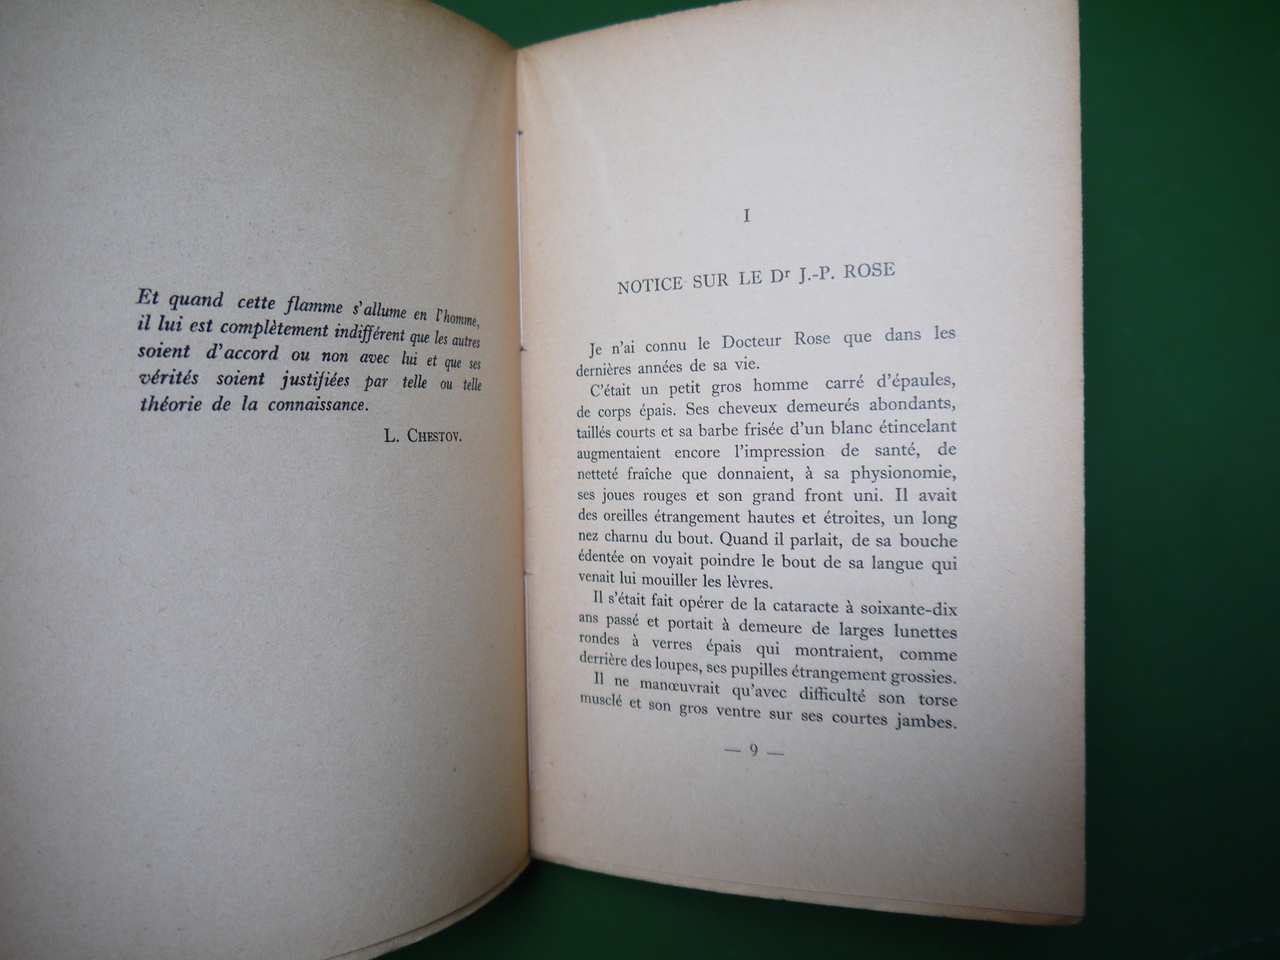 Et quand cette flamme s'allume en l'homme,
il lui est complètement indifférent que les autres
soient d'accord ou non avec lui et que ses
vérités soient justifiées par telle ou telle
théorie de la connaissance.
L. CHESTOV.
I
NOTICE SUR LE Dr J.-P. ROSE
Je n'ai connu le Docteur Rose que dans les
dernières années de sa vie.
C'était un petit gros homme carré d'épaules,
de corps épais. Ses cheveux demeurés abondants,
taillés courts et sa barbe frisée d'un blanc étincelant
augmentaient encore l'impression de santé, de
netteté fraîche que donnaient, à sa physionomie,
ses joues rouges et son grand front uni. Il avait
des oreilles étrangement hautes et étroites, un long
nez charnu du bout. Quand il parlait, de sa bouche
édentée on voyait poindre le bout de sa langue qui
venait lui mouiller les lèvres.
Il s'était fait opérer de la cataracte à soixante-dix
ans passé et portait à demeure de larges lunettes
rondes à verres épais qui montraient, comme
derrière des loupes, ses pupilles étrangement grossies.
Il ne manœuvrait qu'avec difficulté son torse
musclé et son gros ventre sur ses courtes jambes.
— 9 —